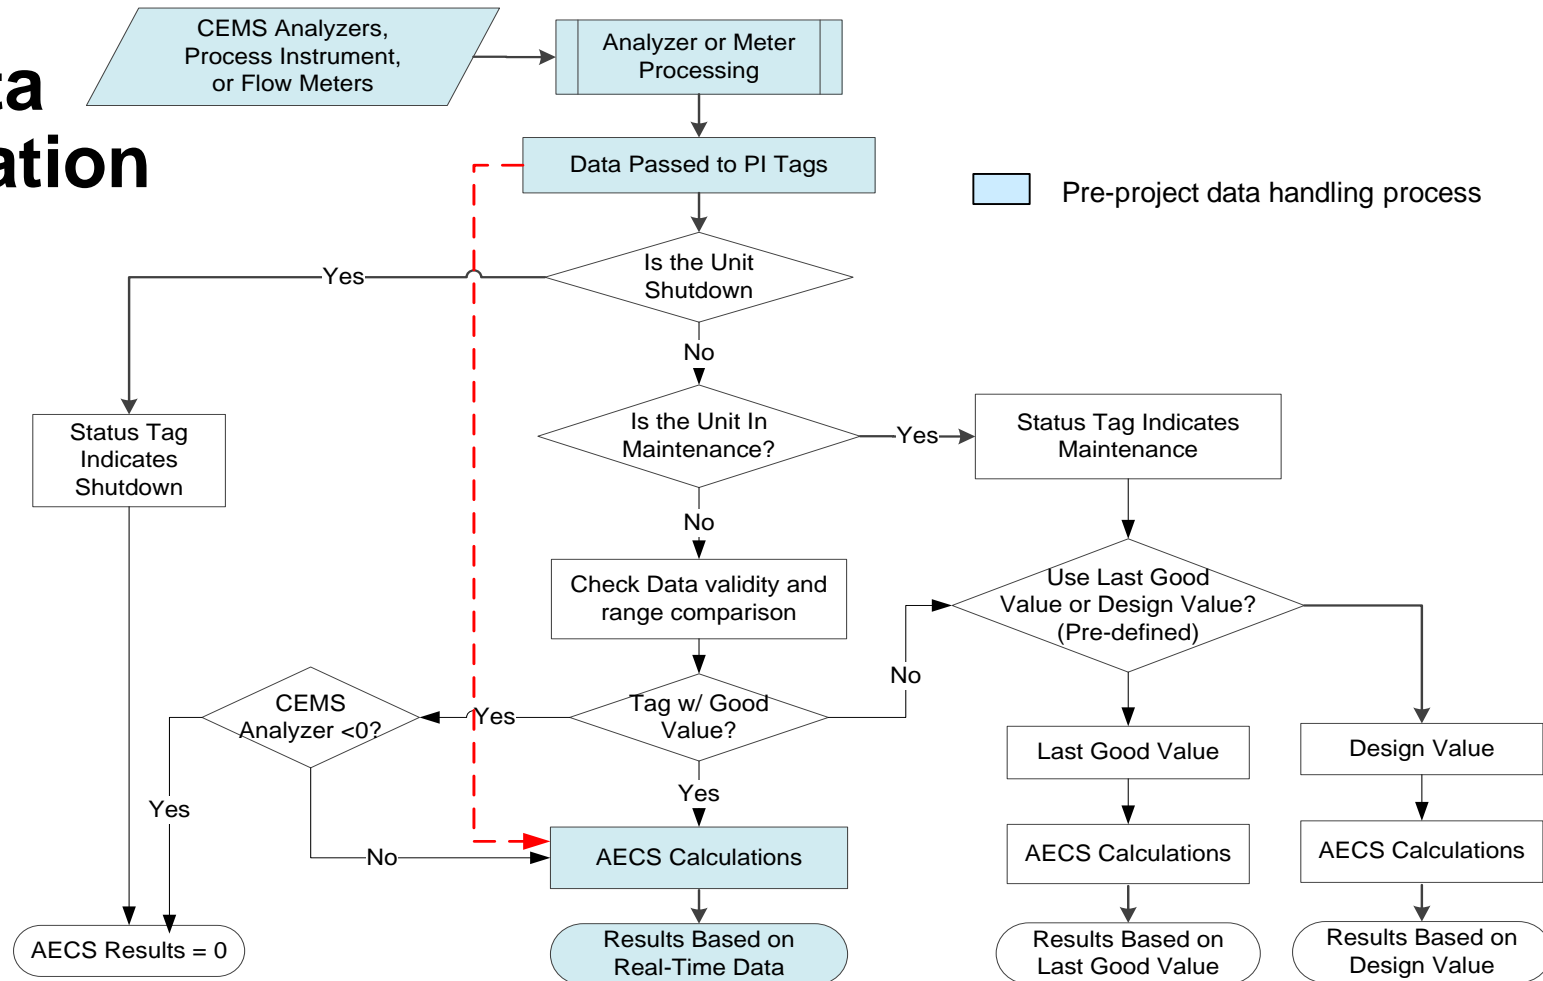 CEMS Analyzers,
Process Instrument,
or Flow Meters
Analyzer or Meter
Processing
ta
ation
Data Passed to PI Tags
Pre-project data handling process
Is the Unit
Shutdown
Yes
No
Is the Unit In
Maintenance?
Yes
Status Tag Indicates
Maintenance
Status Tag
Indicates
Shutdown
No
Check Data validity and
range comparison
Use Last Good
Value or Design Value?
(Pre-defined)
No
CEMS
Analyzer <0?
Yes
Tag w/ Good
Value?
Last Good Value
Design Value
Yes
Yes
No
AECS Calculations
AECS Calculations
AECS Calculations
AECS Results = 0
Results Based on
Real-Time Data
Results Based on
Last Good Value
Results Based on
Design Value